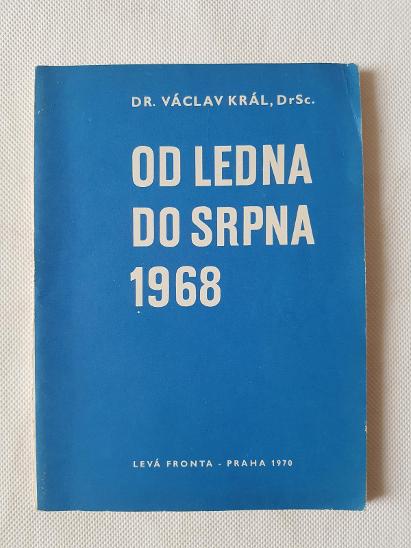 DR. VÁCLAV KRÁL, DrSc.
OD LEDNA
DO SRPNA
1968
LEVÁ FRONTA - PRAHA 1970